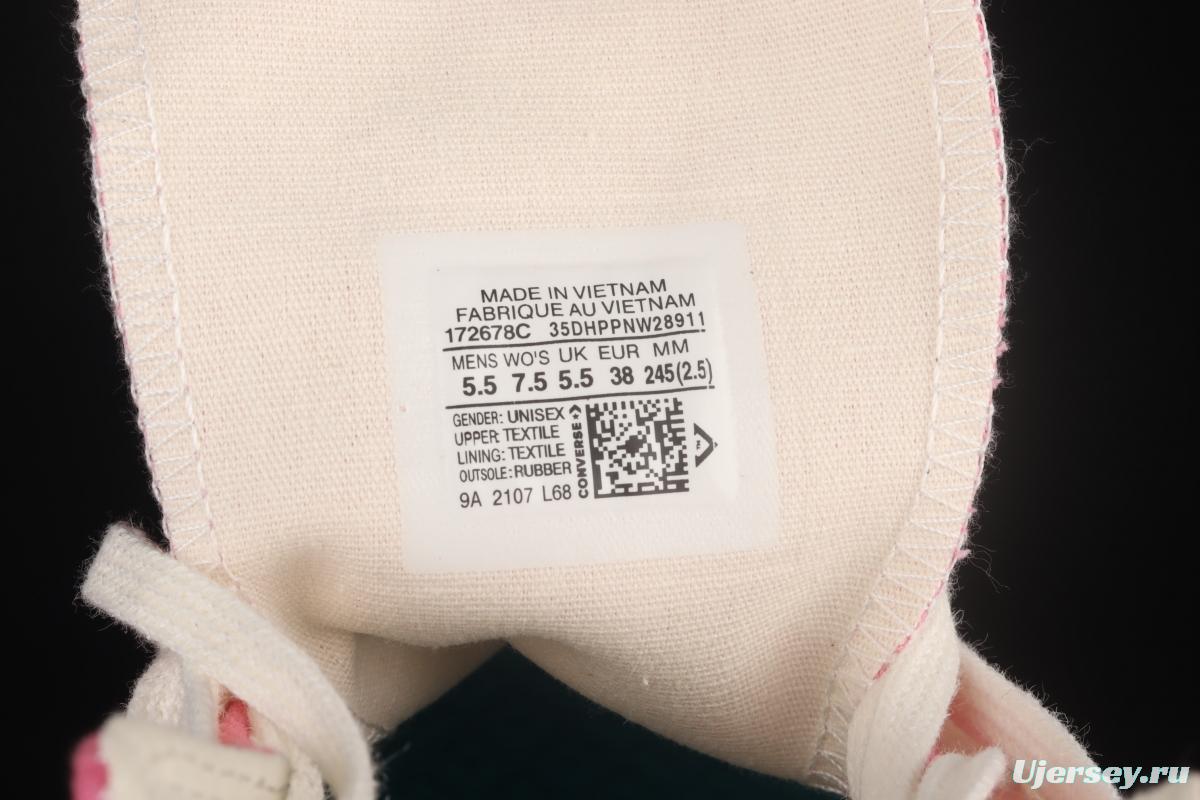 MADE IN VIETNAM
FABRIQUE AU VIETNAM
172678C 35DHPPNW28911
MENS WO'S UK EUR MM
5.5 7.5 5.5 38 245(2.5)
GENDER: UNISEX
UPPER: TEXTILE
LINING: TEXTILE
OUTSOLE: RUBBER
9A 2107 L68
CONVERSE
TM
Ujersey.ru